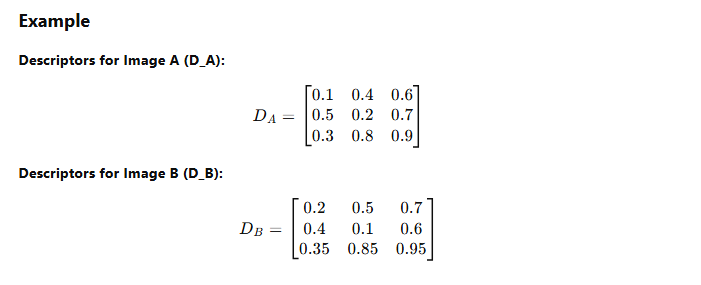 Example
Descriptors for Image A (D_A):
D_A = [0.1 0.4 0.6
0.5 0.2 0.7
0.3 0.8 0.9]
Descriptors for Image B (D_B):
D_B = [0.2 0.5 0.7
0.4 0.1 0.6
0.35 0.85 0.95]